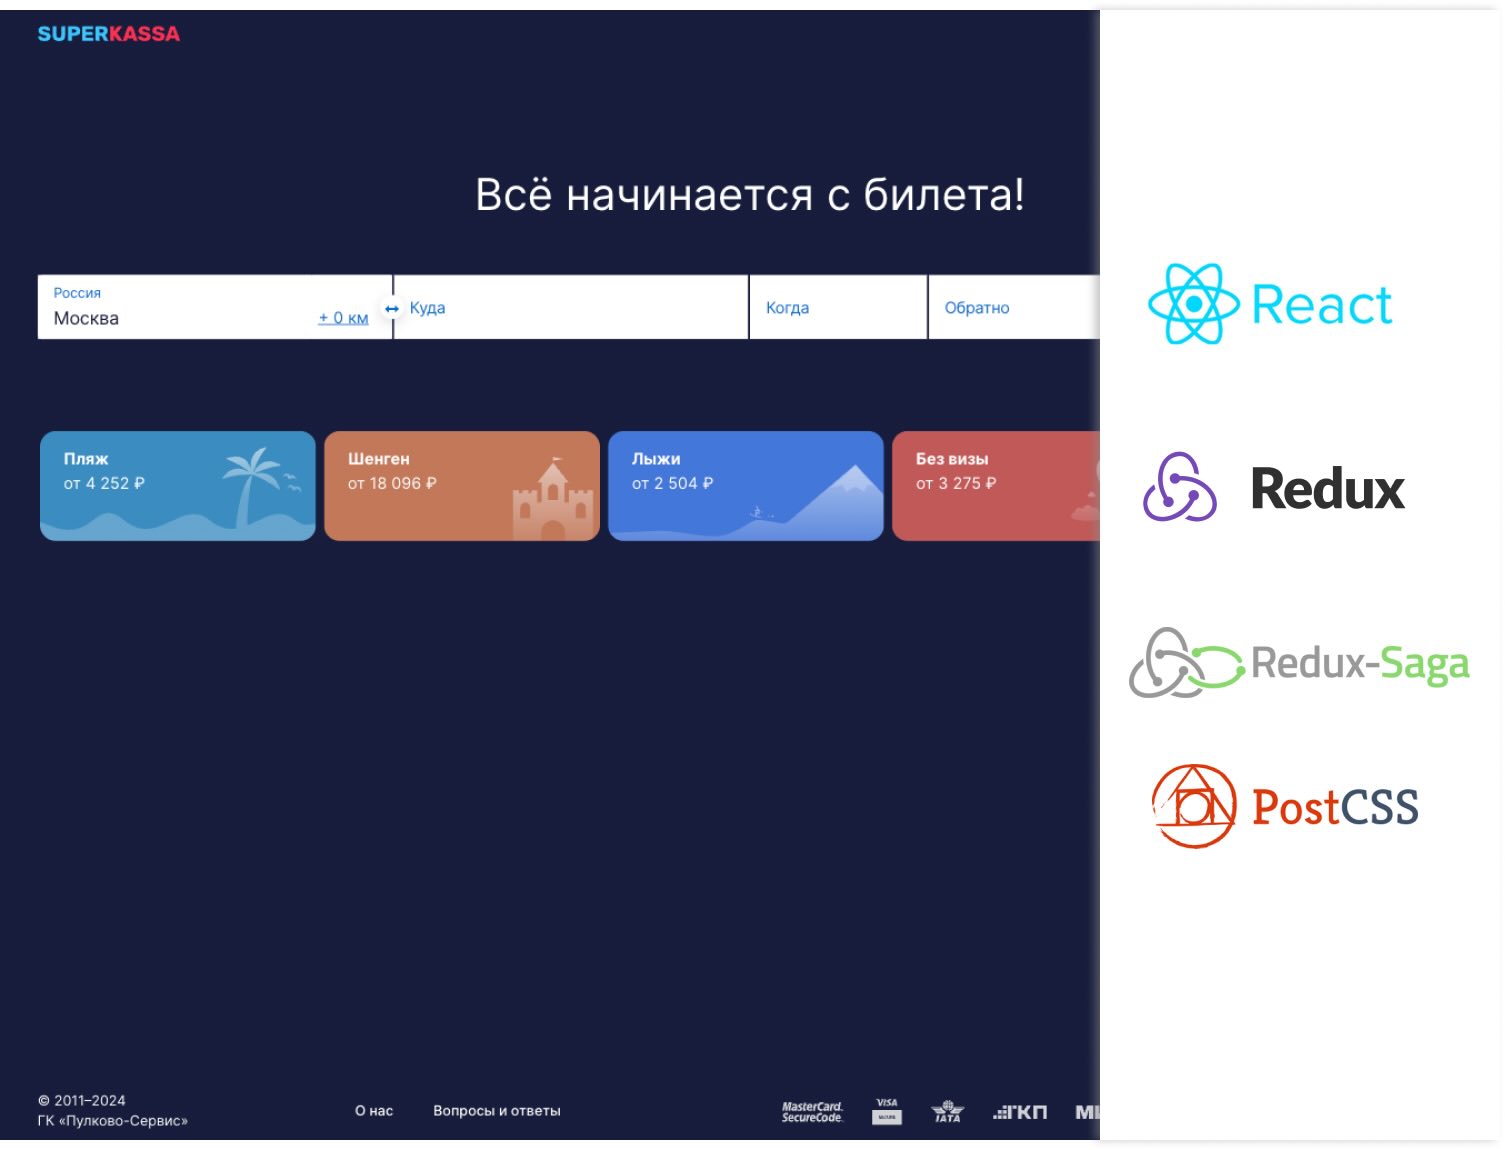 SUPERKASSA
Всё начинается с билета!
Россия
Москва
+ 0 км
Куда
Когда
Обратно
Пляж
от 4 252 ₽
Шенген
от 18 096 ₽
Лыжи
от 2 504 ₽
Без визы
от 3 275 ₽
React
Redux
Redux-Saga
PostCSS
© 2011–2024
ГК «Пулково-Сервис»
О нас
Вопросы и ответы
MasterCard.
SecureCode.
VISA
SECURE
IATA
ГКП